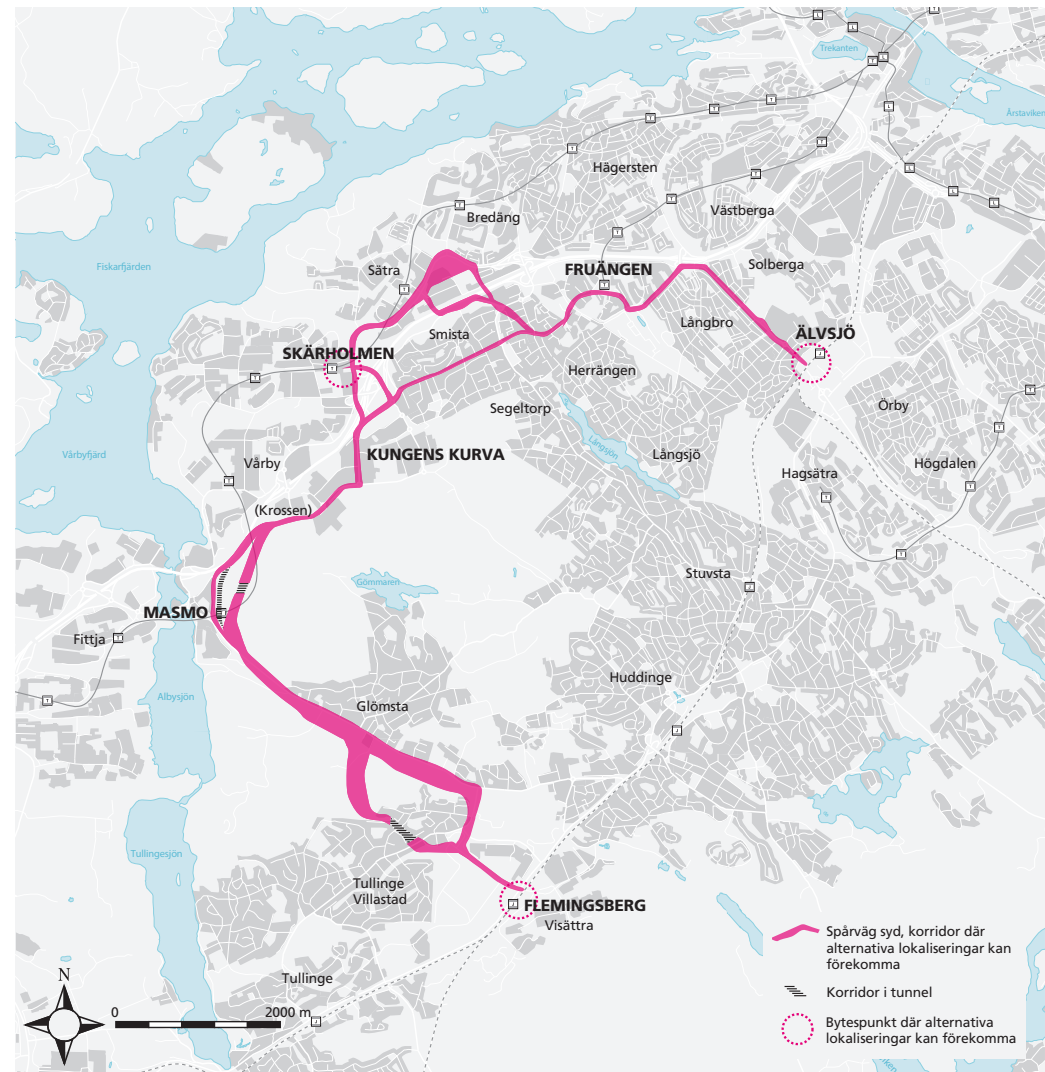 Trekanten
Årstaviken
Hägersten
Bredäng
Västberga
Fiskarfjärden
Sätra
FRUÄNGEN
Solberga
Smista
Långbro
ÄLVSJÖ
SKÄRHOLMEN
Herrängen
Segeltorp
Örby
Långsjön
Vårbyfjärd
Vårby
KUNGENS KURVA
Långsjö
Hagsätra
Högdalen
(Krossen)
Gömmaren
Stuvsta
MASMO
Fittja
Albysjön
Glömsta
Huddinge
Tullingesjön
Tullinge
Villastad
FLEMINGSBERG
Visättra
Spårväg syd, korridor där
alternativa lokaliseringar kan
förekomma
Korridor i tunnel
Bytespunkt där alternativa
lokaliseringar kan förekomma
Tullinge
N
0 2000 m